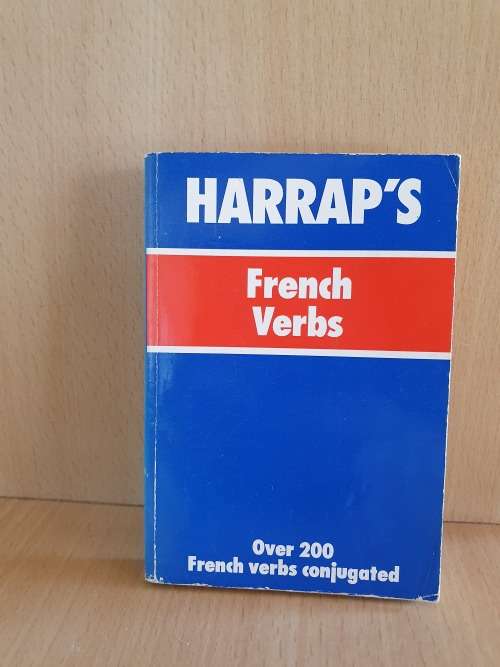 HARRAP'S
French
Verbs
Over 200
French verbs conjugated